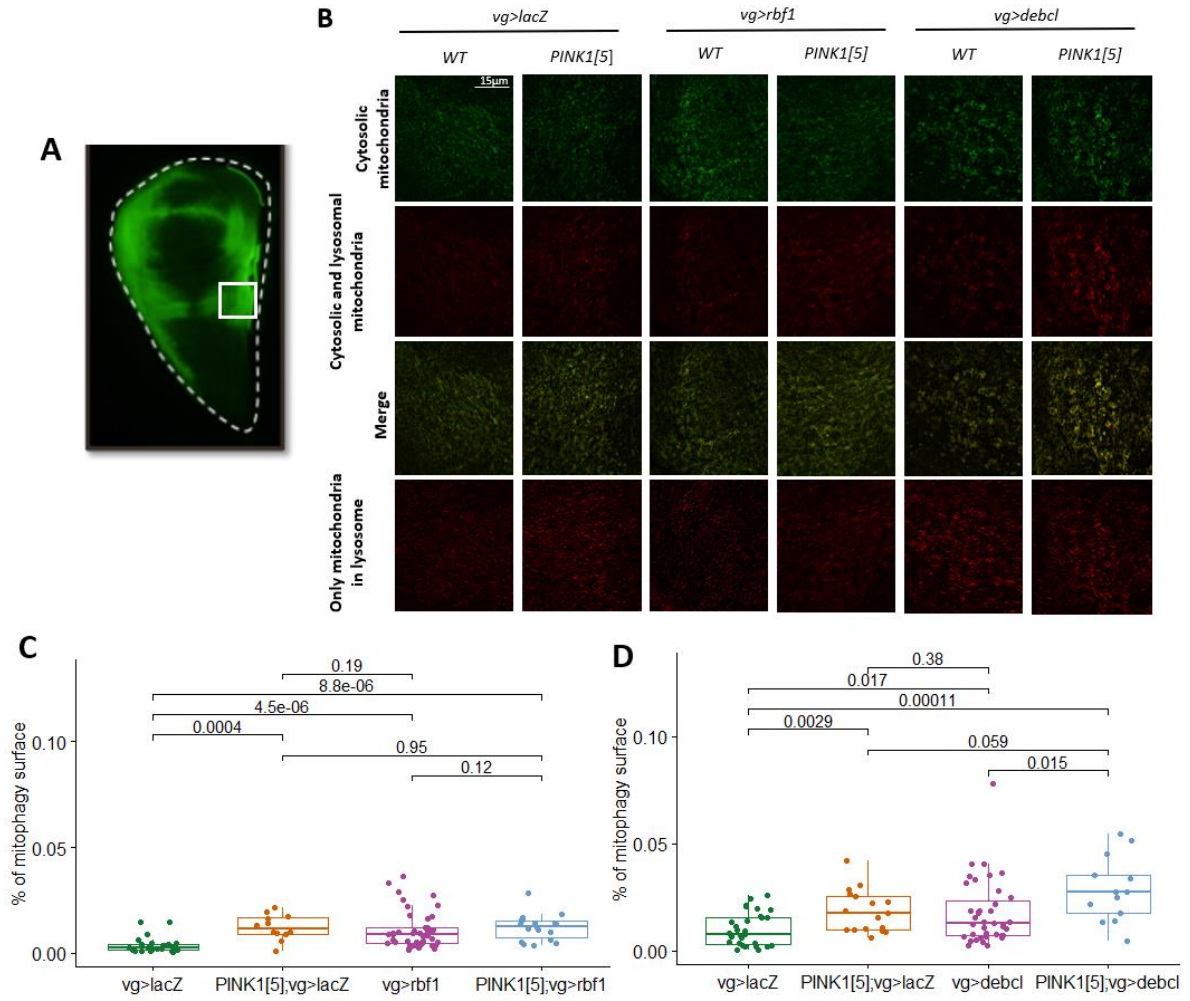 A
B
vg>lacZ
vg>rbf1
vg>debcl
WT
PINK1[5]
WT
PINK1[5]
WT
PINK1[5]
15µm
Cytosolic
mitochondria
Cytosolic and lysosomal
mitochondria
Merge
Only mitochondria
in lysosome
C
% of mitophagy surface
0.10
0.05
0.00
0.19
8.8e-06
4.5e-06
0.0004
0.95
0.12
vg>lacZ
PINK1[5];vg>lacZ
vg>rbf1
PINK1[5];vg>rbf1
D
% of mitophagy surface
0.10
0.05
0.00
0.38
0.017
0.00011
0.0029
0.059
0.015
vg>lacZ
PINK1[5];vg>lacZ
vg>debcl
PINK1[5];vg>debcl